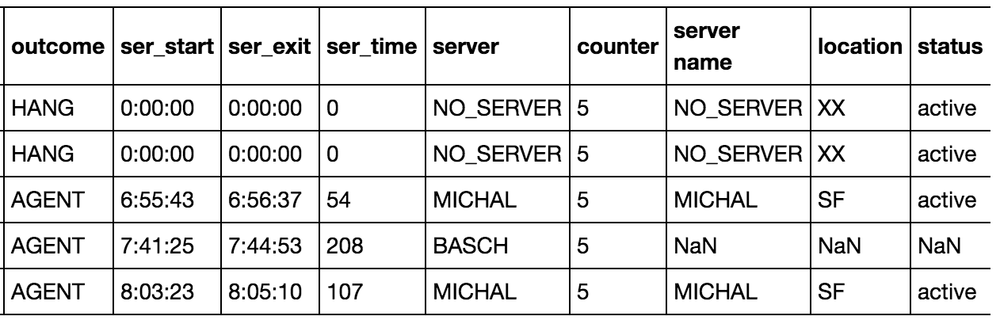 outcome ser_start ser_exit ser_time server counter server name location status
HANG 0:00:00 0:00:00 0 NO_SERVER 5 NO_SERVER XX active
HANG 0:00:00 0:00:00 0 NO_SERVER 5 NO_SERVER XX active
AGENT 6:55:43 6:56:37 54 MICHAL 5 MICHAL SF active
AGENT 7:41:25 7:44:53 208 BASCH 5 NaN NaN NaN
AGENT 8:03:23 8:05:10 107 MICHAL 5 MICHAL SF active